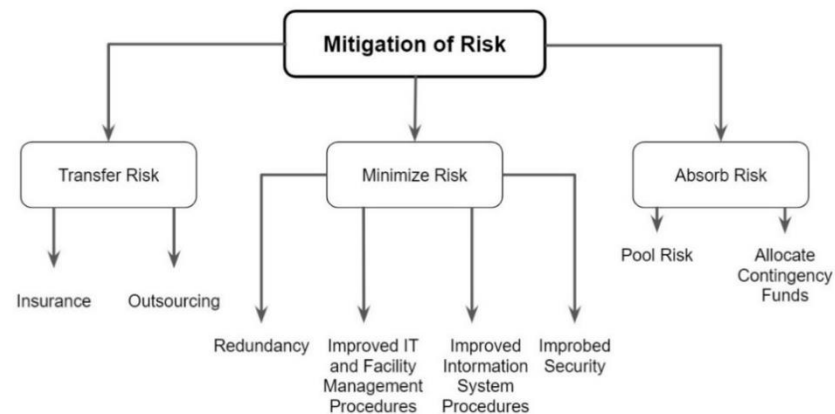 Mitigation of Risk
Transfer Risk
Minimize Risk
Absorb Risk
Insurance
Outsourcing
Redundancy
Improved IT
and Facility
Management
Procedures
Improved
Intormation
System
Procedures
Improbed
Security
Pool Risk
Allocate
Contingency
Funds